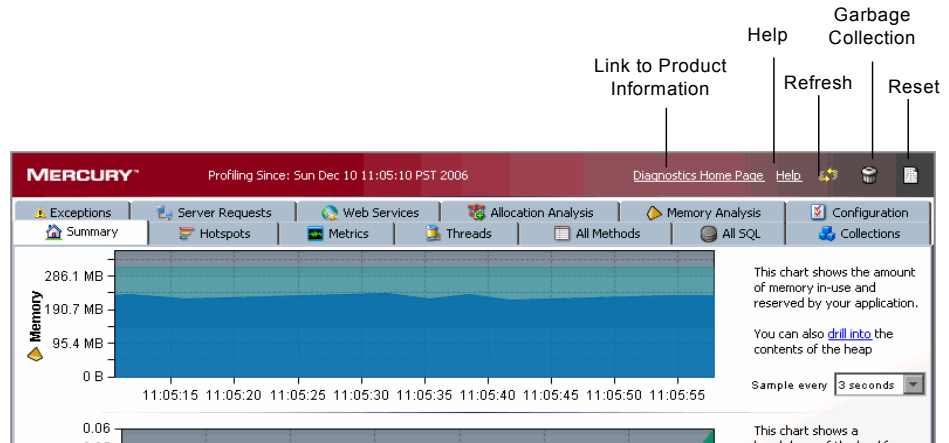 Garbage
Collection
Help
Link to Product
Information
Refresh
Reset
MERCURY™
Profiling Since: Sun Dec 10 11:05:10 PST 2006
Diagnostics Home Page
Help
Exceptions
Server Requests
Web Services
Allocation Analysis
Memory Analysis
Configuration
Summary
Hotspots
Metrics
Threads
All Methods
All SQL
Collections
Memory
286.1 MB
190.7 MB
95.4 MB
0 B
11:05:15 11:05:20 11:05:25 11:05:30 11:05:35 11:05:40 11:05:45 11:05:50 11:05:55
This chart shows the amount
of memory in-use and
reserved by your application.
You can also drill into the
contents of the heap
Sample every 3 seconds
0.06
This chart shows a